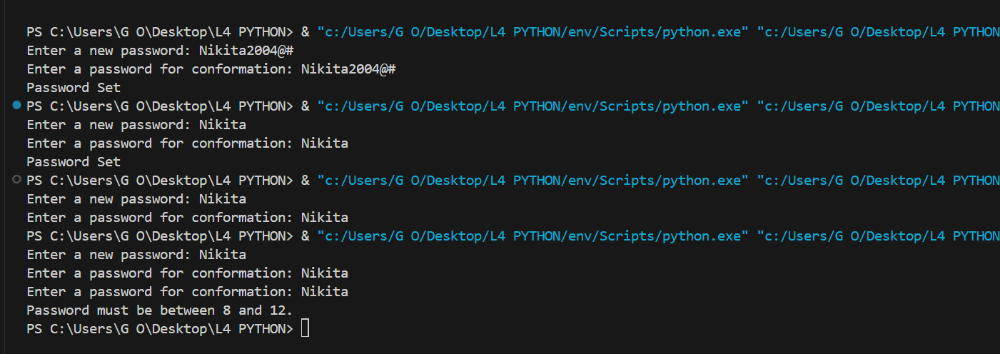 PS C:\Users\G O\Desktop\L4 PYTHON> & "c:/Users/G O/Desktop/L4 PYTHON/env/Scripts/python.exe" "c:/Users/G O/Desktop/L4 PYTHON
Enter a new password: Nikita2004@#
Enter a password for conformation: Nikita2004@#
Password Set
PS C:\Users\G O\Desktop\L4 PYTHON> & "c:/Users/G O/Desktop/L4 PYTHON/env/Scripts/python.exe" "c:/Users/G O/Desktop/L4 PYTHON
Enter a new password: Nikita
Enter a password for conformation: Nikita
Password Set
PS C:\Users\G O\Desktop\L4 PYTHON> & "c:/Users/G O/Desktop/L4 PYTHON/env/Scripts/python.exe" "c:/Users/G O/Desktop/L4 PYTHON
Enter a new password: Nikita
Enter a password for conformation: Nikita
PS C:\Users\G O\Desktop\L4 PYTHON> & "c:/Users/G O/Desktop/L4 PYTHON/env/Scripts/python.exe" "c:/Users/G O/Desktop/L4 PYTHON
Enter a new password: Nikita
Enter a password for conformation: Nikita
Enter a password for conformation: Nikita
Password must be between 8 and 12.
PS C:\Users\G O\Desktop\L4 PYTHON>